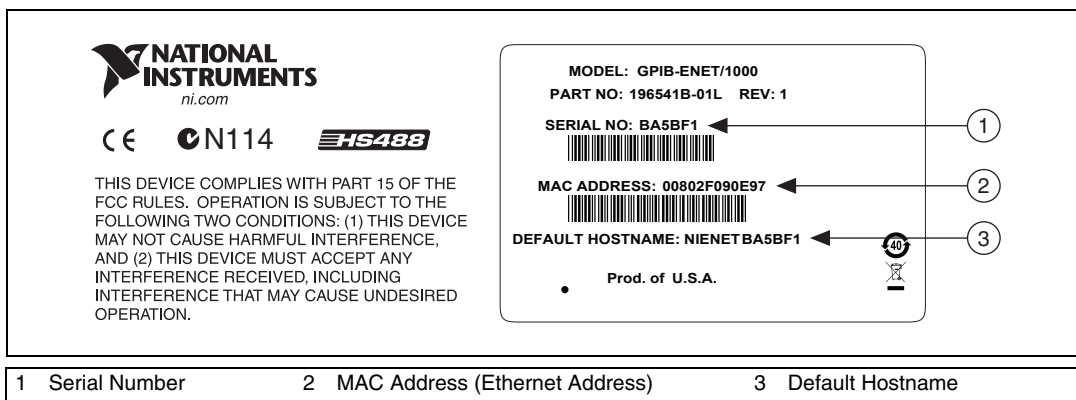 NATIONAL
INSTRUMENTS
ni.com
CE N114 HS488
THIS DEVICE COMPLIES WITH PART 15 OF THE
FCC RULES. OPERATION IS SUBJECT TO THE
FOLLOWING TWO CONDITIONS: (1) THIS DEVICE
MAY NOT CAUSE HARMFUL INTERFERENCE,
AND (2) THIS DEVICE MUST ACCEPT ANY
INTERFERENCE RECEIVED, INCLUDING
INTERFERENCE THAT MAY CAUSE UNDESIRED
OPERATION.
MODEL: GPIB-ENET/1000
PART NO: 196541B-01L REV: 1
SERIAL NO: BA5BF1
1
MAC ADDRESS: 00802F090E97
2
DEFAULT HOSTNAME: NIENETBA5BF1
3
40
Prod. of U.S.A.
1 Serial Number 2 MAC Address (Ethernet Address) 3 Default Hostname